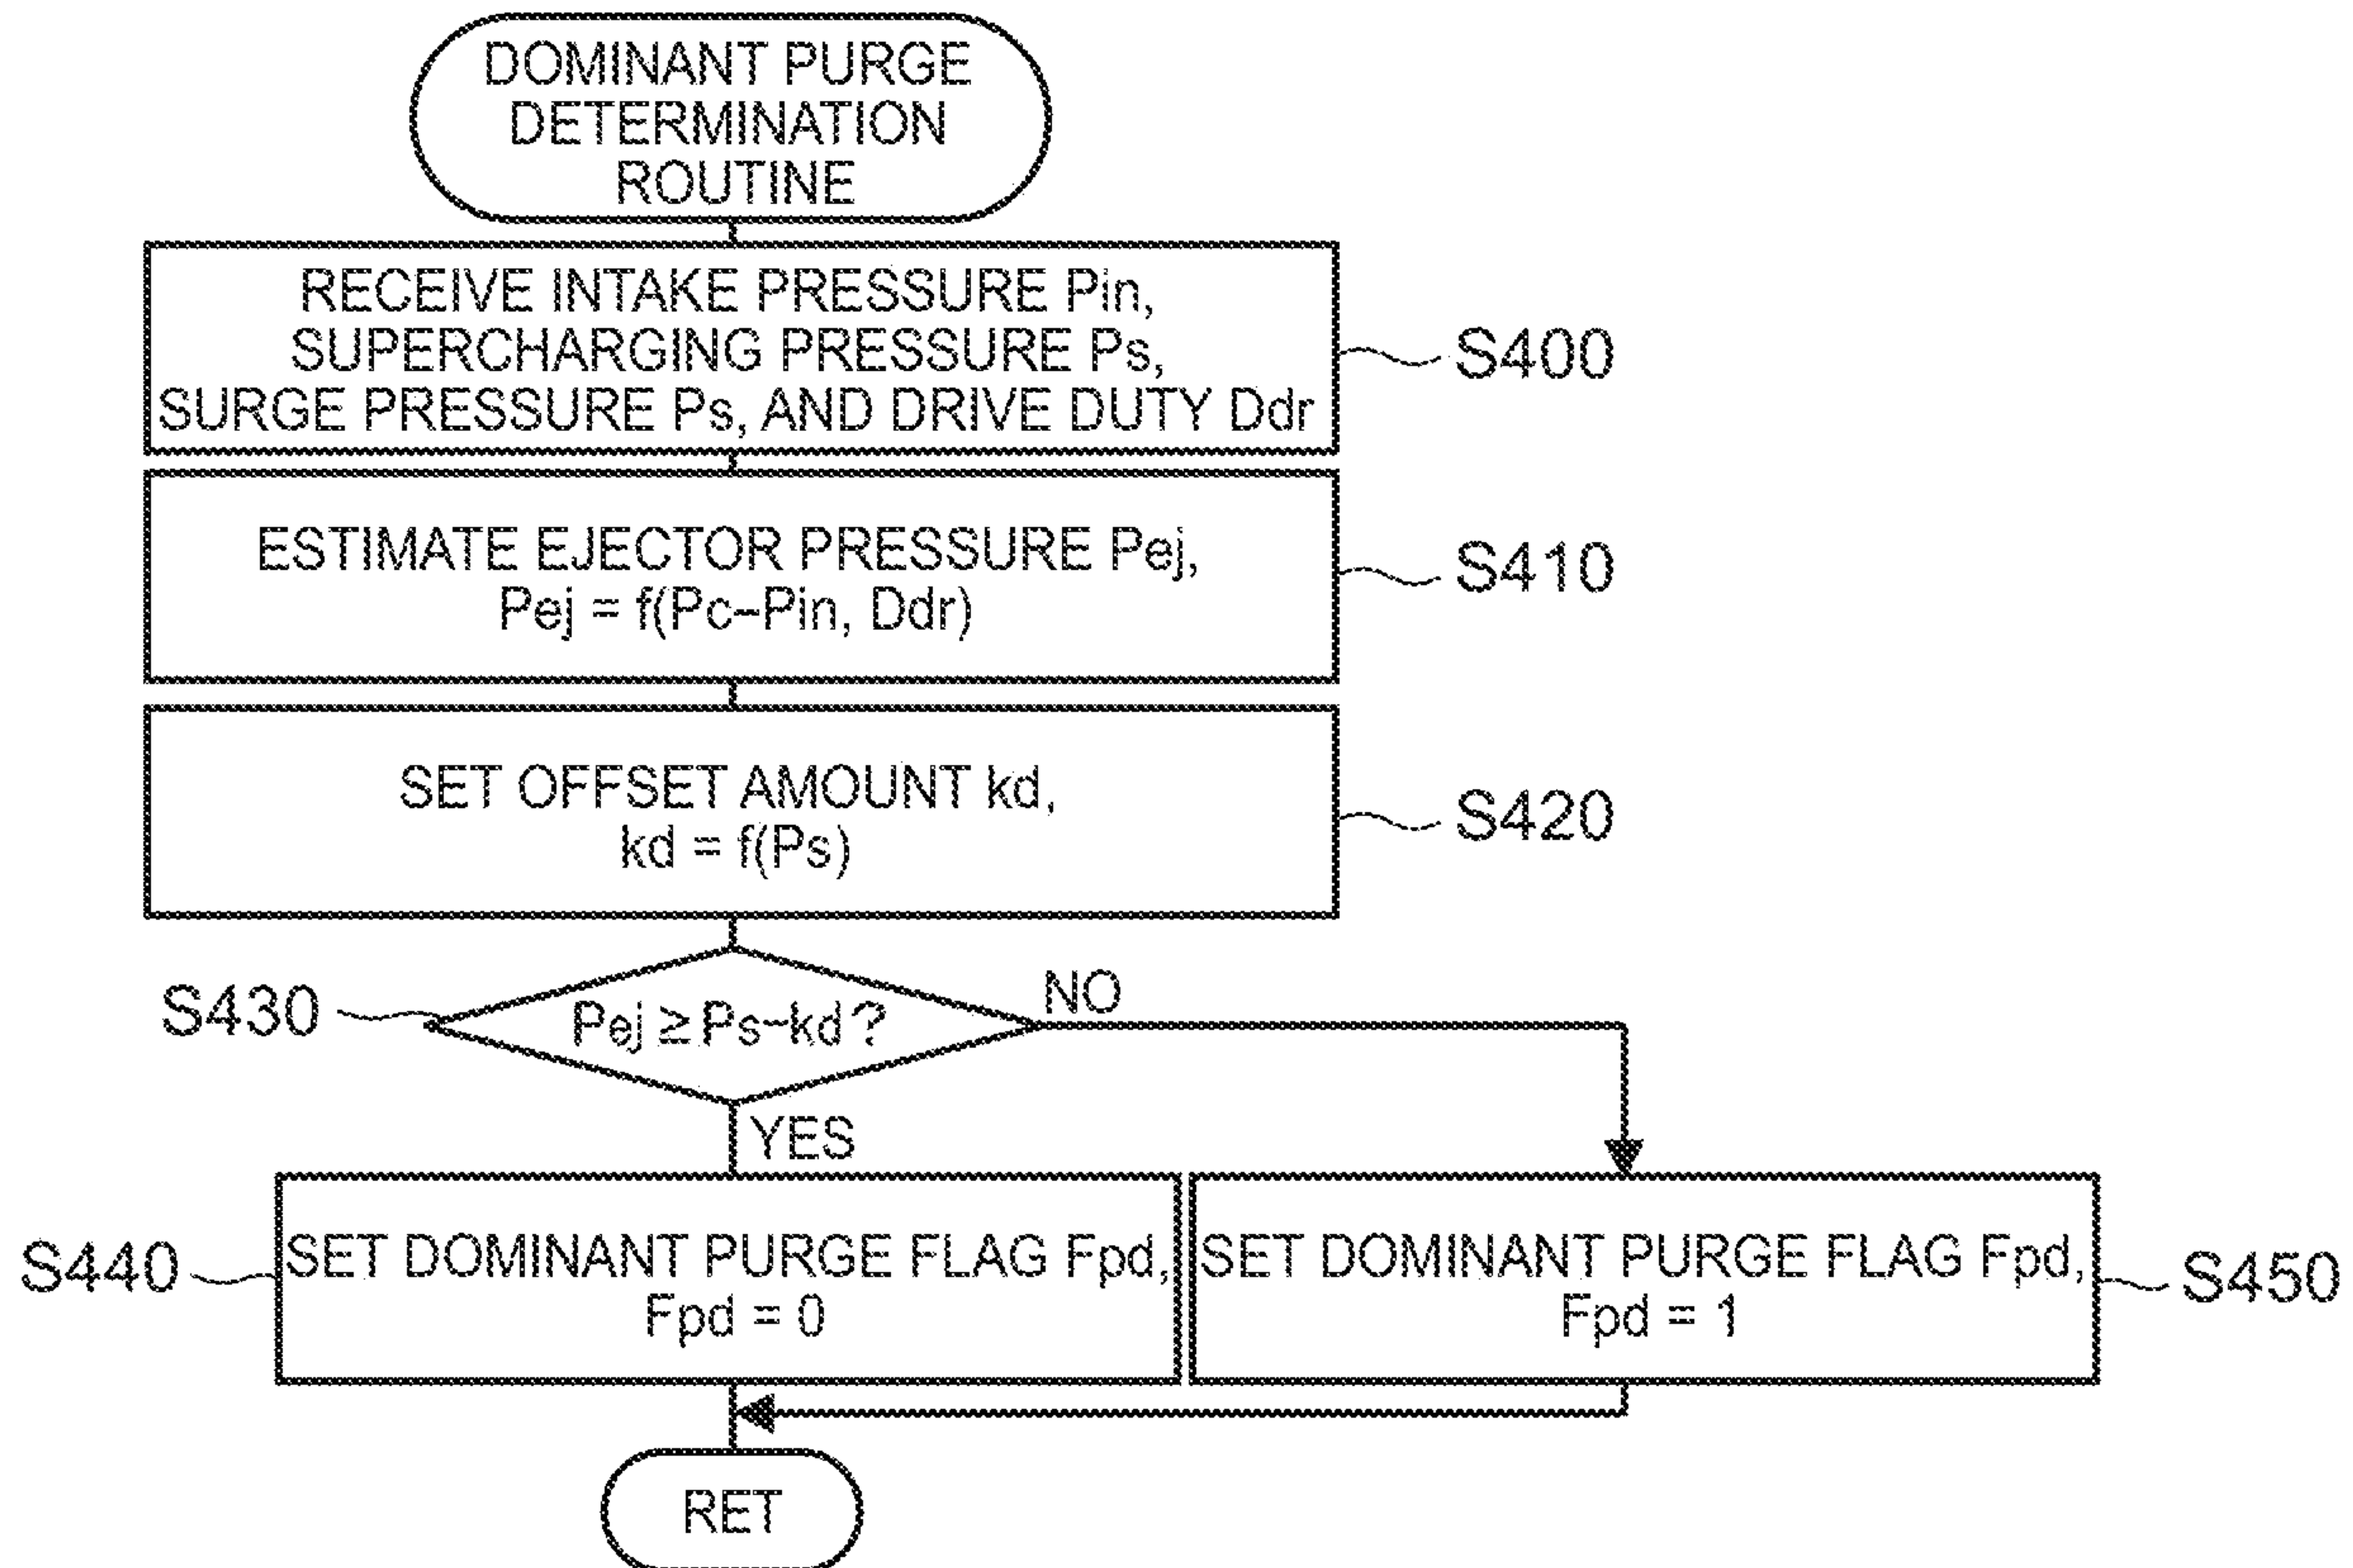 DOMINANT PURGE
DETERMINATION
ROUTINE
RECEIVE INTAKE PRESSURE Pin,
SUPERCHARGING PRESSURE Ps,
SURGE PRESSURE Ps, AND DRIVE DUTY Ddr
S400
ESTIMATE EJECTOR PRESSURE Pej,
Pej = f(Pc–Pin, Ddr)
S410
SET OFFSET AMOUNT kd,
kd = f(Ps)
S420
S430
Pej ≥ Ps–kd ?
NO
YES
S440
SET DOMINANT PURGE FLAG Fpd,
Fpd = 0
SET DOMINANT PURGE FLAG Fpd,
Fpd = 1
S450
RET